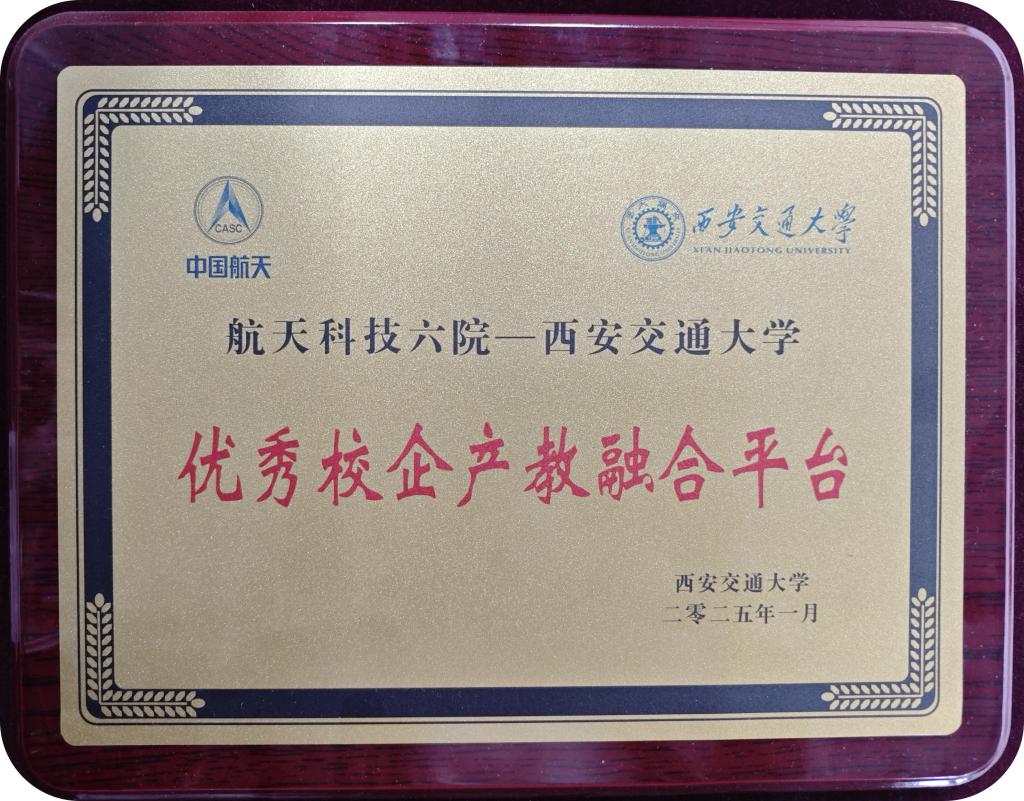 CASC
中国航天
西安交通大學
XI'AN JIAOTONG UNIVERSITY
航天科技六院—西安交通大学
优秀校企产教融合平台
西安交通大学
二零二五年一月